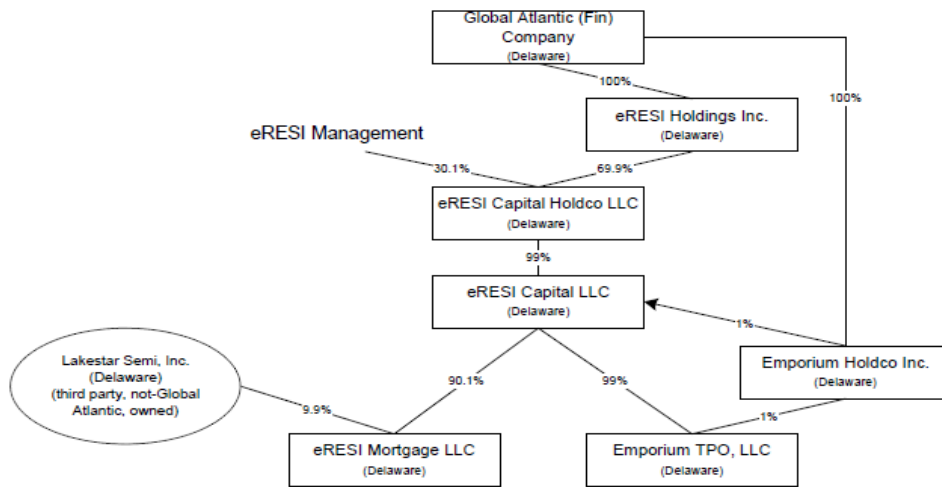 Global Atlantic (Fin)
Company
(Delaware)
100%
100%
eRESI Holdings Inc.
(Delaware)
eRESI Management
30.1%
69.9%
eRESI Capital Holdco LLC
(Delaware)
99%
eRESI Capital LLC
(Delaware)
1%
Lakestar Semi, Inc.
(Delaware)
(third party, not-Global
Atlantic, owned)
Emporium Holdco Inc.
(Delaware)
90.1%
99%
9.9%
1%
eRESI Mortgage LLC
(Delaware)
Emporium TPO, LLC
(Delaware)